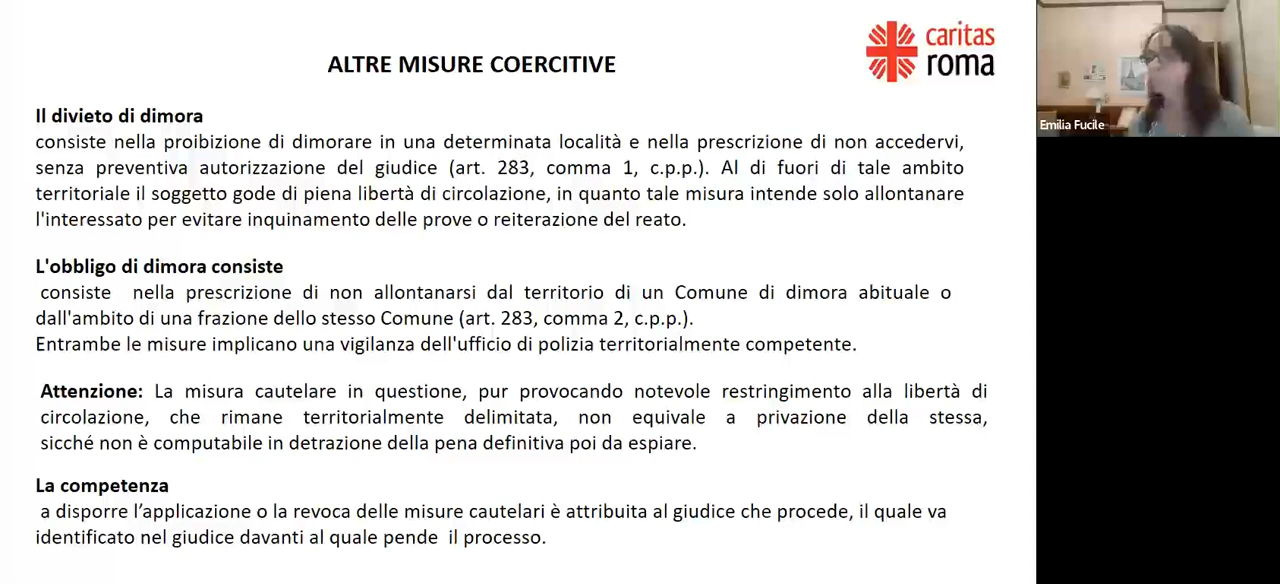 caritas
roma
ALTRE MISURE COERCITIVE
Emilia Fucile
Il divieto di dimora
consiste nella proibizione di dimorare in una determinata località e nella prescrizione di non accedervi,
senza preventiva autorizzazione del giudice (art. 283, comma 1, c.p.p.). Al di fuori di tale ambito
territoriale il soggetto gode di piena libertà di circolazione, in quanto tale misura intende solo allontanare
l'interessato per evitare inquinamento delle prove o reiterazione del reato.
L'obbligo di dimora consiste
consiste nella prescrizione di non allontanarsi dal territorio di un Comune di dimora abituale o
dall'ambito di una frazione dello stesso Comune (art. 283, comma 2, c.p.p.).
Entrambe le misure implicano una vigilanza dell'ufficio di polizia territorialmente competente.
Attenzione: La misura cautelare in questione, pur provocando notevole restringimento alla libertà di
circolazione, che rimane territorialmente delimitata, non equivale a privazione della stessa,
sicché non è computabile in detrazione della pena definitiva poi da espiare.
La competenza
a disporre l’applicazione o la revoca delle misure cautelari è attribuita al giudice che procede, il quale va
identificato nel giudice davanti al quale pende il processo.